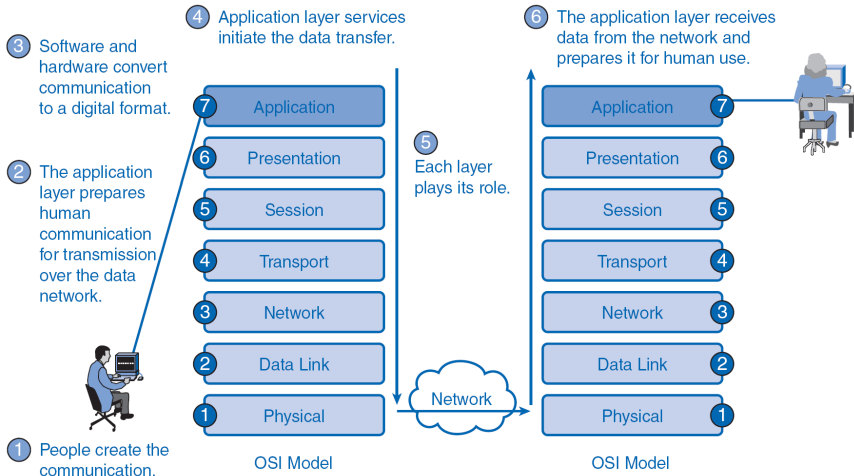 4 Application layer services
initiate the data transfer.
6 The application layer receives
data from the network and
prepares it for human use.
3 Software and
hardware convert
communication
to a digital format.
2 The application
layer prepares
human
communication
for transmission
over the data
network.
1 People create the
communication.
7 Application
6 Presentation
5 Session
4 Transport
3 Network
2 Data Link
1 Physical
OSI Model
5
Each layer
plays its role.
Network
Application 7
Presentation 6
Session 5
Transport 4
Network 3
Data Link 2
Physical 1
OSI Model